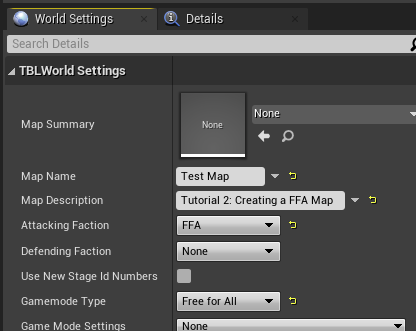 World Settings
Details
Search Details
TBLWorld Settings
Map Summary
None
None
Map Name
Test Map
Map Description
Tutorial 2: Creating a FFA Map
Attacking Faction
FFA
Defending Faction
None
Use New Stage Id Numbers
Gamemode Type
Free for All
Game Mode Settings
None